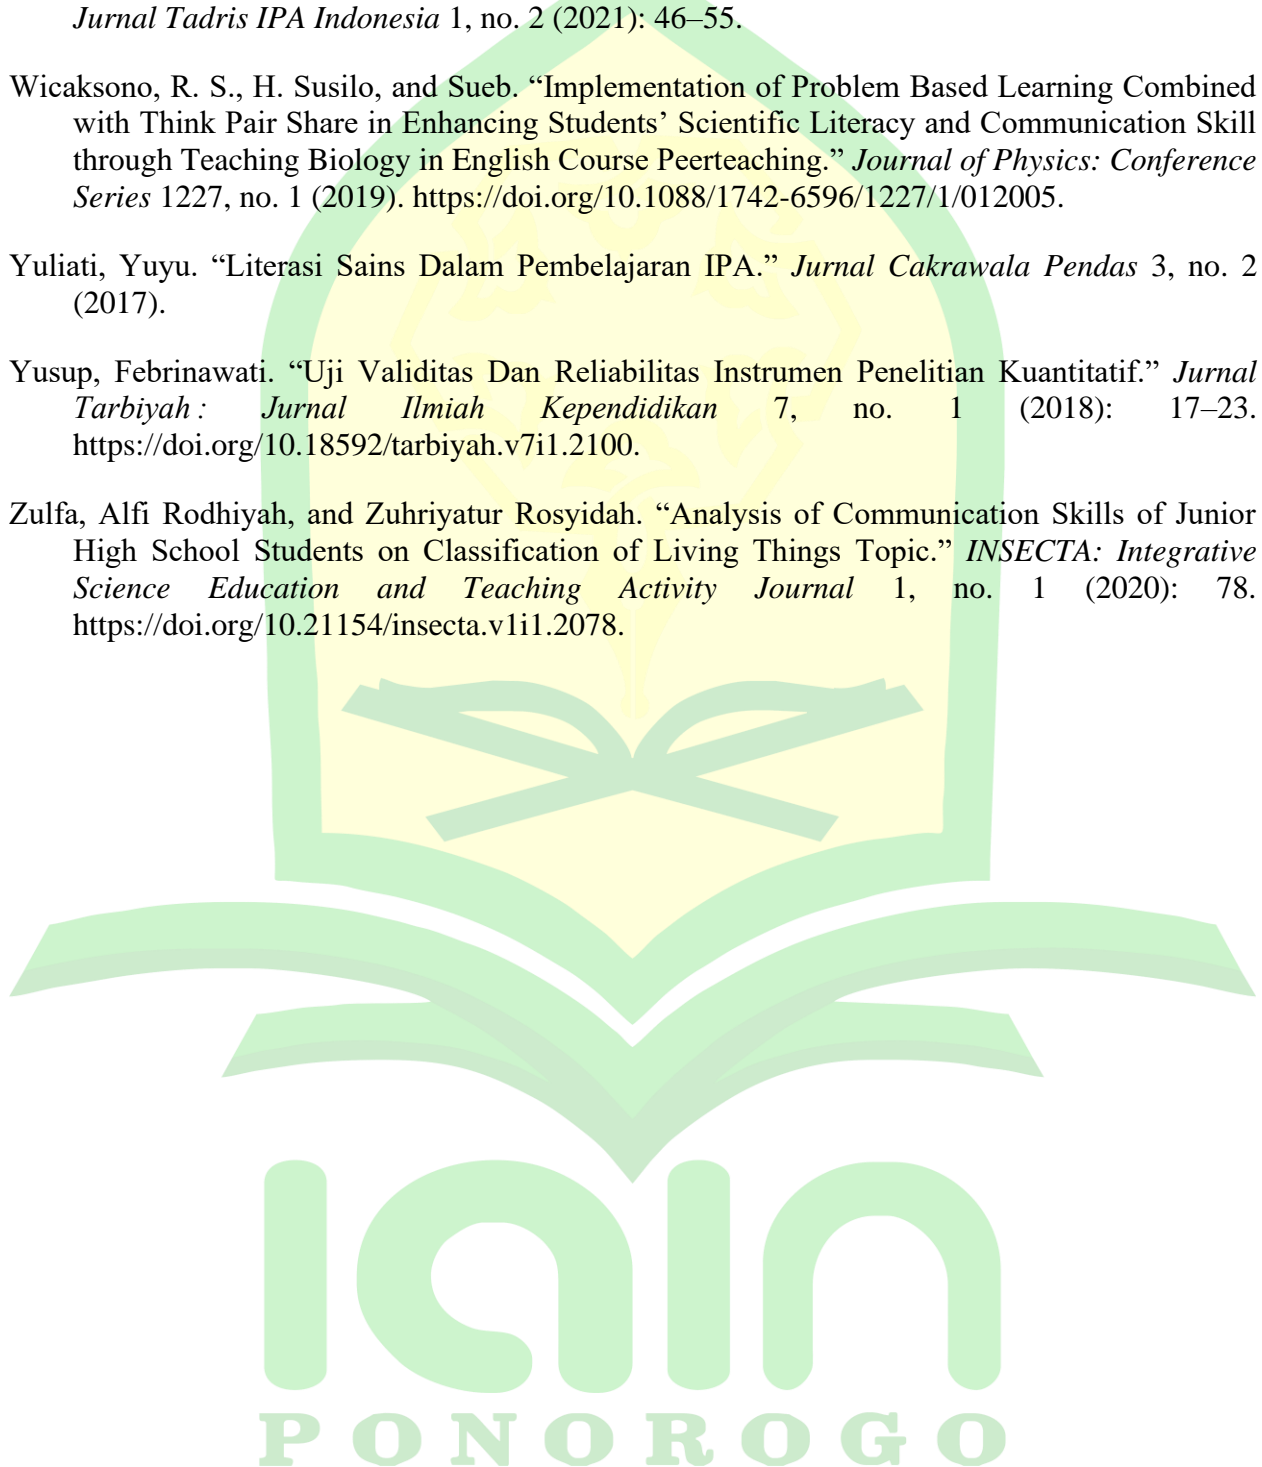 Jurnal Tadris IPA Indonesia 1, no. 2 (2021): 46–55.
Wicaksono, R. S., H. Susilo, and Sueb. “Implementation of Problem Based Learning Combined
with Think Pair Share in Enhancing Students’ Scientific Literacy and Communication Skill
through Teaching Biology in English Course Peerteaching.” Journal of Physics: Conference
Series 1227, no. 1 (2019). https://doi.org/10.1088/1742-6596/1227/1/012005.
Yuliati, Yuyu. “Literasi Sains Dalam Pembelajaran IPA.” Jurnal Cakrawala Pendas 3, no. 2
(2017).
Yusup, Febrinawati. “Uji Validitas Dan Reliabilitas Instrumen Penelitian Kuantitatif.” Jurnal
Tarbiyah : Jurnal Ilmiah Kependidikan 7, no. 1 (2018): 17–23.
https://doi.org/10.18592/tarbiyah.v7i1.2100.
Zulfa, Alfi Rodhiyah, and Zuhriyatur Rosyidah. “Analysis of Communication Skills of Junior
High School Students on Classification of Living Things Topic.” INSECTA: Integrative
Science Education and Teaching Activity Journal 1, no. 1 (2020): 78.
https://doi.org/10.21154/insecta.v1i1.2078.
iain
PONOROGO